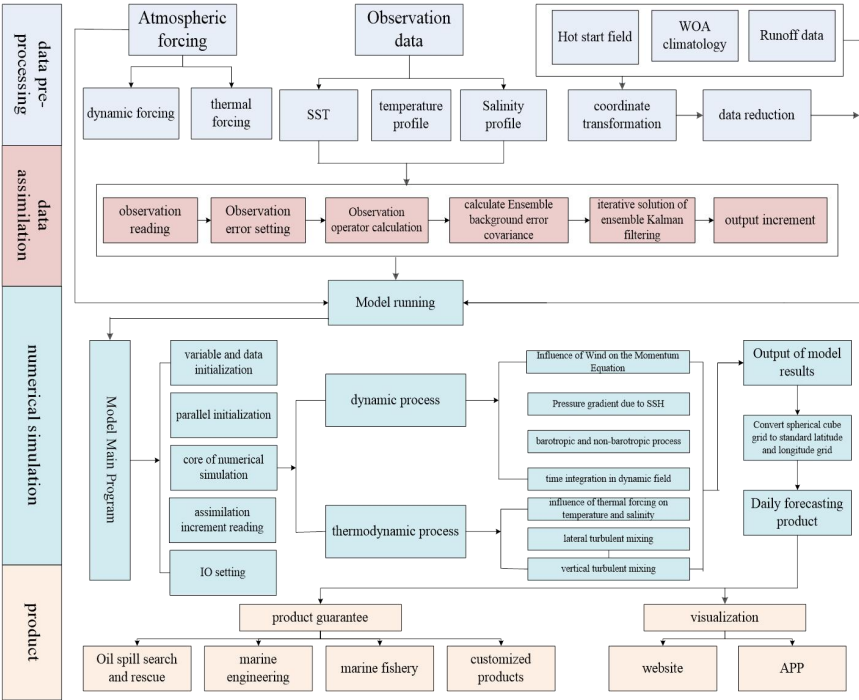 data pre-
processing
Atmospheric
forcing
dynamic forcing
thermal
forcing
Observation
data
SST
temperature
profile
Salinity
profile
Hot start field
WOA
climatology
Runoff data
coordinate
transformation
data reduction
data
assimilation
observation
reading
Observation
error setting
Observation
operator calculation
calculate Ensemble
background error
covariance
iterative solution of
ensemble Kalman
filtering
output increment
numerical simulation
Model running
Model Main Program
variable and data
initialization
parallel initialization
core of numerical
simulation
assimilation
increment reading
IO setting
dynamic process
thermodynamic process
Influence of Wind on the Momentum
Equation
Pressure gradient due to SSH
barotropic and non-barotropic process
time integration in dynamic field
influence of thermal forcing on
temperature and salinity
lateral turbulent mixing
vertical turbulent mixing
Output of model
results
Convert spherical cube
grid to standard latitude
and longitude grid
Daily forecasting
product
product
product guarantee
Oil spill search
and rescue
marine
engineering
marine fishery
customized
products
visualization
website
APP